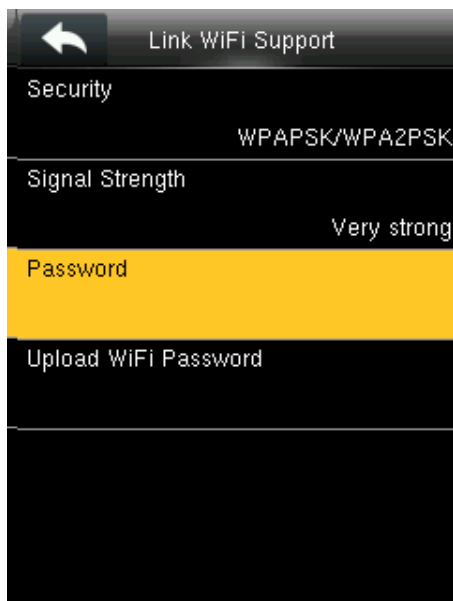 Link WiFi Support
Security
WPAPSK/WPA2PSK
Signal Strength
Very strong
Password
Upload WiFi Password